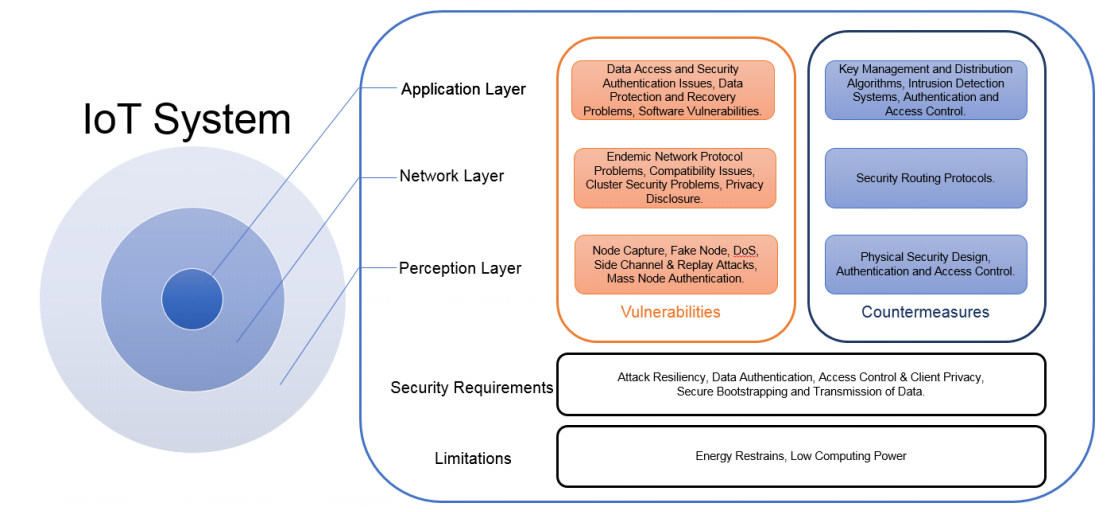 IoT System
Application Layer
Data Access and Security
Authentication Issues, Data
Protection and Recovery
Problems, Software Vulnerabilities.
Key Management and Distribution
Algorithms, Intrusion Detection
Systems, Authentication and
Access Control.
Network Layer
Endemic Network Protocol
Problems, Compatibility Issues,
Cluster Security Problems, Privacy
Disclosure.
Security Routing Protocols.
Perception Layer
Node Capture, Fake Node, DoS,
Side Channel & Replay Attacks,
Mass Node Authentication.
Physical Security Design,
Authentication and Access Control.
Vulnerabilities
Countermeasures
Security Requirements
Attack Resiliency, Data Authentication, Access Control & Client Privacy,
Secure Bootstrapping and Transmission of Data.
Limitations
Energy Restrains, Low Computing Power